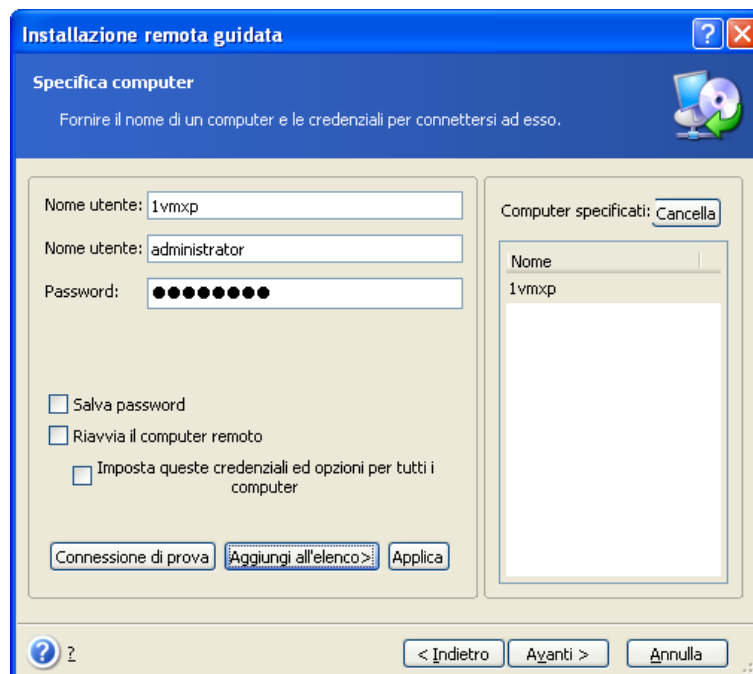 Installazione remota guidata
Specifica computer
Fornire il nome di un computer e le credenziali per connettersi ad esso.
Nome utente: 1vmxp
Nome utente: administrator
Password: ●●●●●●●●
Salva password
Riavvia il computer remoto
Imposta queste credenziali ed opzioni per tutti i
computer
Connessione di prova Aggiungi all'elenco> Applica
Computer specificati: Cancella
Nome
1vmxp
? < Indietro Avanti > Annulla